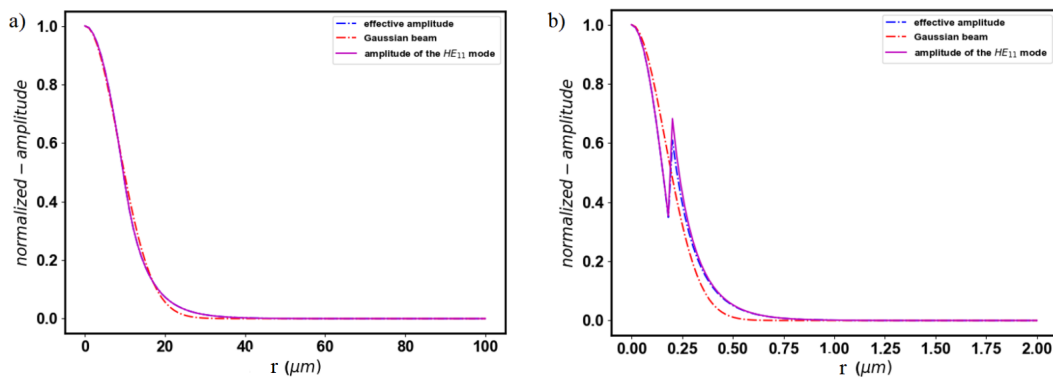 a)
1.0
0.8
0.6
0.4
0.2
0.0
normalized − amplitude
effective amplitude
Gaussian beam
amplitude of the HE₁₁ mode
0 20 40 60 80 100
r (μm)
b)
1.0
0.8
0.6
0.4
0.2
0.0
normalized − amplitude
effective amplitude
Gaussian beam
amplitude of the HE₁₁ mode
0.00 0.25 0.50 0.75 1.00 1.25 1.50 1.75 2.00
r (μm)